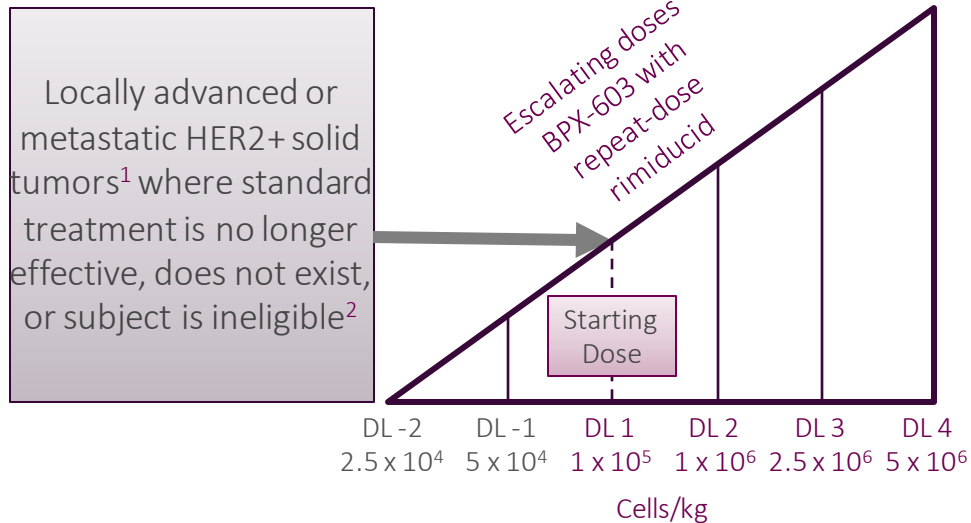 Locally advanced or
metastatic HER2+ solid
tumors¹ where standard
treatment is no longer
effective, does not exist,
or subject is ineligible²
Escalating doses
BPX-603 with
repeat-dose
rimiducid
Starting
Dose
DL -2 DL -1 DL 1 DL 2 DL 3 DL 4
2.5 x 10⁴ 5 x 10⁴ 1 x 10⁵ 1 x 10⁶ 2.5 x 10⁶ 5 x 10⁶
Cells/kg